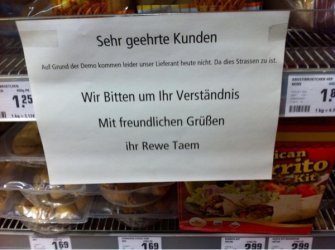 Sehr geehrte Kunden
Auf Grund der Demo kommen leider unser Lieferant heute nicht. Da dies Strassen zu ist.
Wir Bitten um Ihr Verständnis
Mit freundlichen Grüßen
ihr Rewe Taem
1.25
1.69
1.69
2.99
2.99